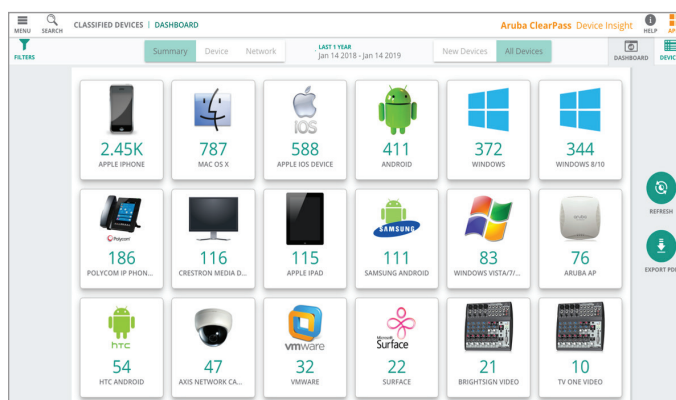 MENU
SEARCH
CLASSIFIED DEVICES | DASHBOARD
Aruba ClearPass Device Insight
HELP
FILTERS
Summary
Device
Network
LAST 1 YEAR
Jan 14 2018 - Jan 14 2019
New Devices
All Devices
DASHBOARD
2.45K
APPLE IPHONE
787
MAC OS X
iOS
588
APPLE IOS DEVICE
411
ANDROID
372
WINDOWS
344
WINDOWS 8/10
REFRESH
Polycom
186
POLYCOM IP PHON...
116
CRESTRON MEDIA D...
115
APPLE IPAD
SAMSUNG
111
SAMSUNG ANDROID
83
WINDOWS VISTA/7/...
aruba
76
ARUBA AP
EXPORT PDF
hTC
54
HTC ANDROID
47
AXIS NETWORK CA...
vmware
32
VMWARE
Microsoft
Surface
22
SURFACE
21
BRIGHTSIGN VIDEO
10
TV ONE VIDEO